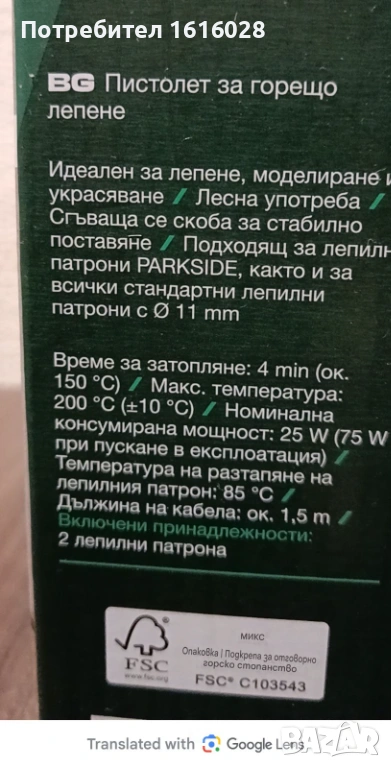 Потребител 1616028
BG Пистолет за горещо
лепене
Идеален за лепене, моделиране и
украсяване / Лесна употреба /
Сгъваща се скоба за стабилно
поставяне / Подходящ за лепилн
патрони PARKSIDE, както и за
всички стандартни лепилни
патрони с Ø 11 mm
Време за затопляне: 4 min (ок.
150 °C) / Макс. температура:
200 °C (±10 °C) / Номинална
консумирана мощност: 25 W (75 W
при пускане в експлоатация) /
Температура на разтапяне на
лепилния патрон: 85 °C /
Дължина на кабела: ок. 1,5 m /
Включени принадлежности:
2 лепилни патрона
FSC
www.fsc.org
МИКС
Опаковка | Подкрепа за отговорно
горско стопанство
FSC® C103543
Translated with Google Lens
BAZAR